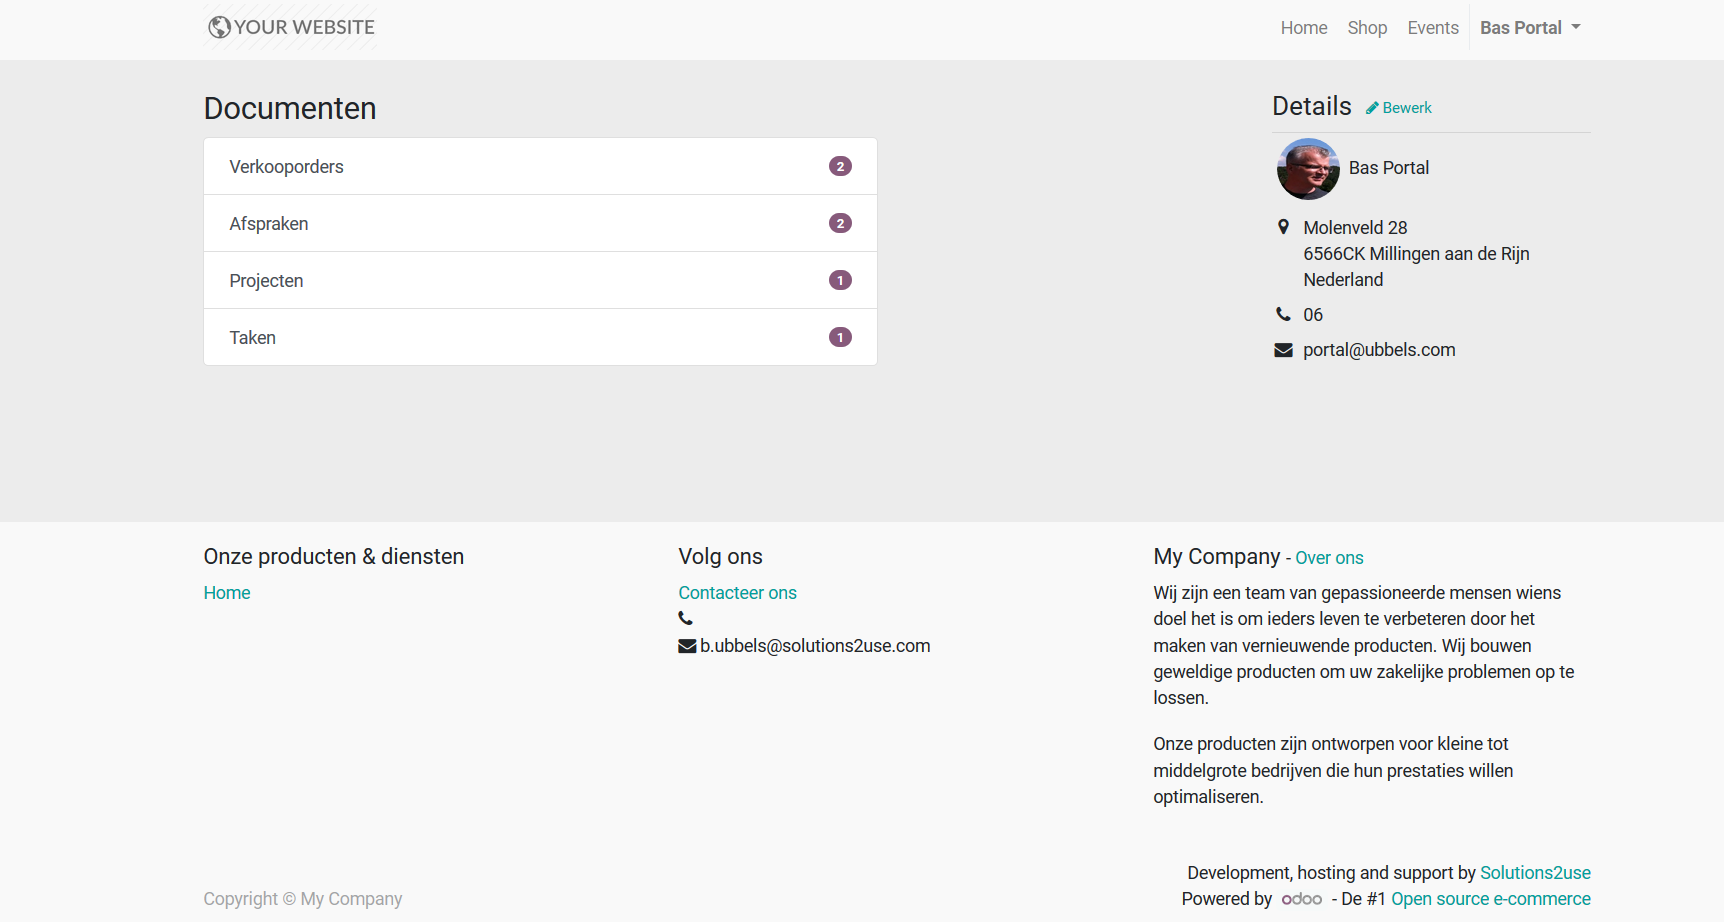 YOUR WEBSITE
Home Shop Events Bas Portal
Documenten
Verkooporders 2
Afspraken 2
Projecten 1
Taken 1
Details Bewerk
Bas Portal
Molenveld 28
6566CK Millingen aan de Rijn
Nederland
06
portal@ubbels.com
Onze producten & diensten
Home
Volg ons
Contacteer ons
b.ubbels@solutions2use.com
My Company - Over ons
Wij zijn een team van gepassioneerde mensen wiens
doel het is om ieders leven te verbeteren door het
maken van vernieuwende producten. Wij bouwen
geweldige producten om uw zakelijke problemen op te
lossen.
Onze producten zijn ontworpen voor kleine tot
middelgrote bedrijven die hun prestaties willen
optimaliseren.
Copyright © My Company
Development, hosting and support by Solutions2use
Powered by odoo - De #1 Open source e-commerce